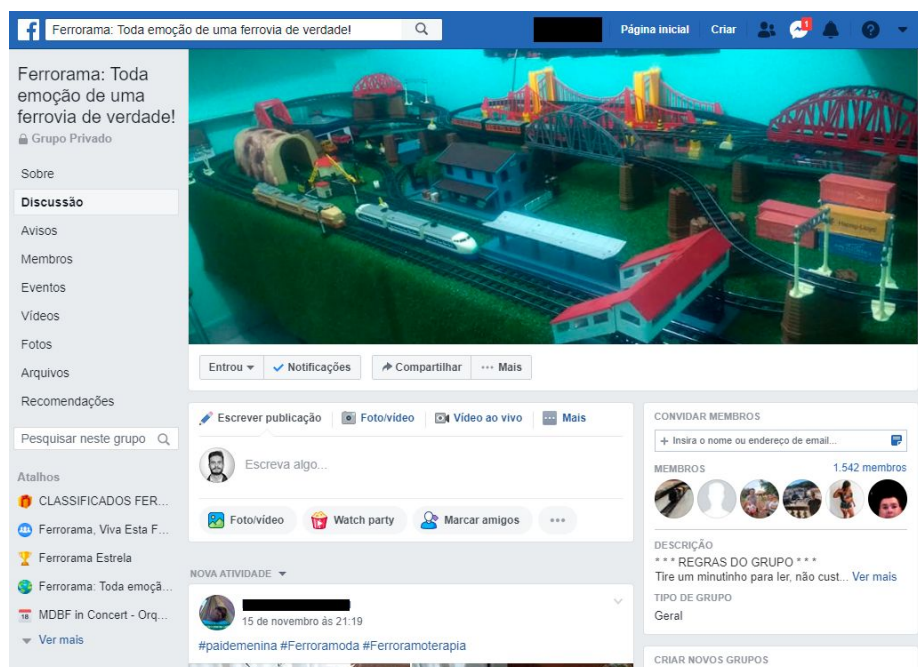 Ferrorama: Toda emoção de uma ferrovia de verdade!
Página inicial
Criar
1
Ferrorama: Toda
emoção de uma
ferrovia de verdade!
Grupo Privado
Sobre
Discussão
Avisos
Membros
Eventos
Vídeos
Fotos
Arquivos
Recomendações
Pesquisar neste grupo
Atalhos
CLASSIFICADOS FER...
Ferrorama, Viva Esta F...
Ferrorama Estrela
Ferrorama: Toda emoçã...
18 MDBF in Concert - Orq...
Ver mais
Entrou
Notificações
Compartilhar
Mais
Escrever publicação
Foto/vídeo
Vídeo ao vivo
Mais
Escreva algo...
Foto/vídeo
Watch party
Marcar amigos
NOVA ATIVIDADE
15 de novembro às 21:19
#paidemenina #Ferroramoda #Ferroramoterapia
CONVIDAR MEMBROS
+ Insira o nome ou endereço de email...
MEMBROS
1.542 membros
DESCRIÇÃO
* * * REGRAS DO GRUPO * * *
Tire um minutinho para ler, não cust... Ver mais
TIPO DE GRUPO
Geral
CRIAR NOVOS GRUPOS